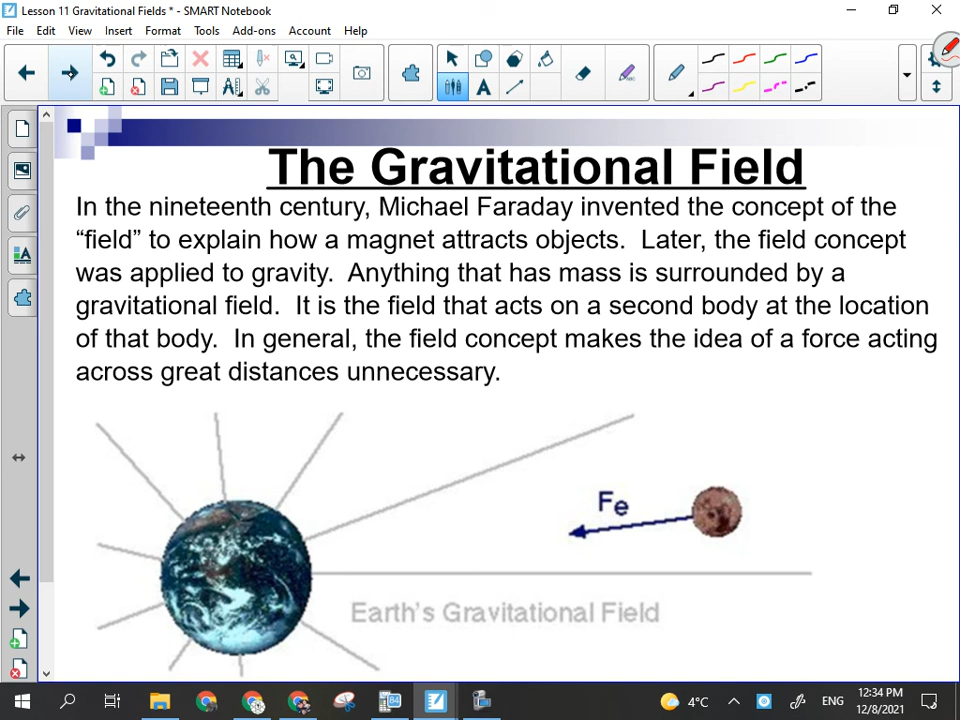 Lesson 11 Gravitational Fields * - SMART Notebook
File Edit View Insert Format Tools Add-ons Account Help
The Gravitational Field
In the nineteenth century, Michael Faraday invented the concept of the
“field” to explain how a magnet attracts objects.  Later, the field concept
was applied to gravity.  Anything that has mass is surrounded by a
gravitational field.  It is the field that acts on a second body at the location
of that body.  In general, the field concept makes the idea of a force acting
across great distances unnecessary.
Fe
Earth's Gravitational Field
4°C
ENG
12:34 PM
12/8/2021